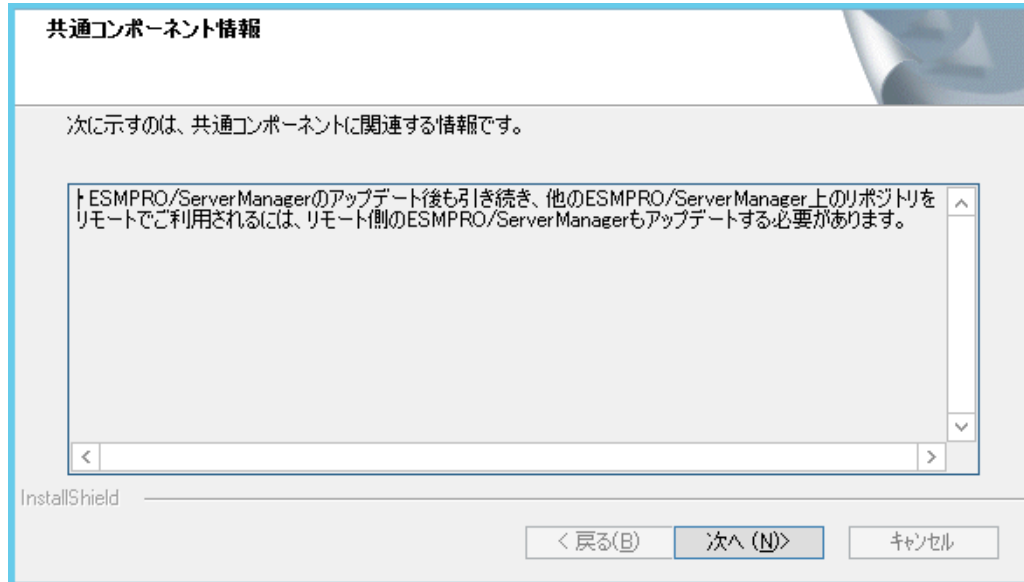 共通コンポーネント情報
次に示すのは、共通コンポーネントに関連する情報です。
・ESMPRO/ServerManagerのアップデート後も引き続き、他のESMPRO/ServerManager上のリポジトリを
リモートでご利用されるには、リモート側のESMPRO/ServerManagerもアップデートする必要があります。
InstallShield
< 戻る(B)
次へ (N)>
キャンセル